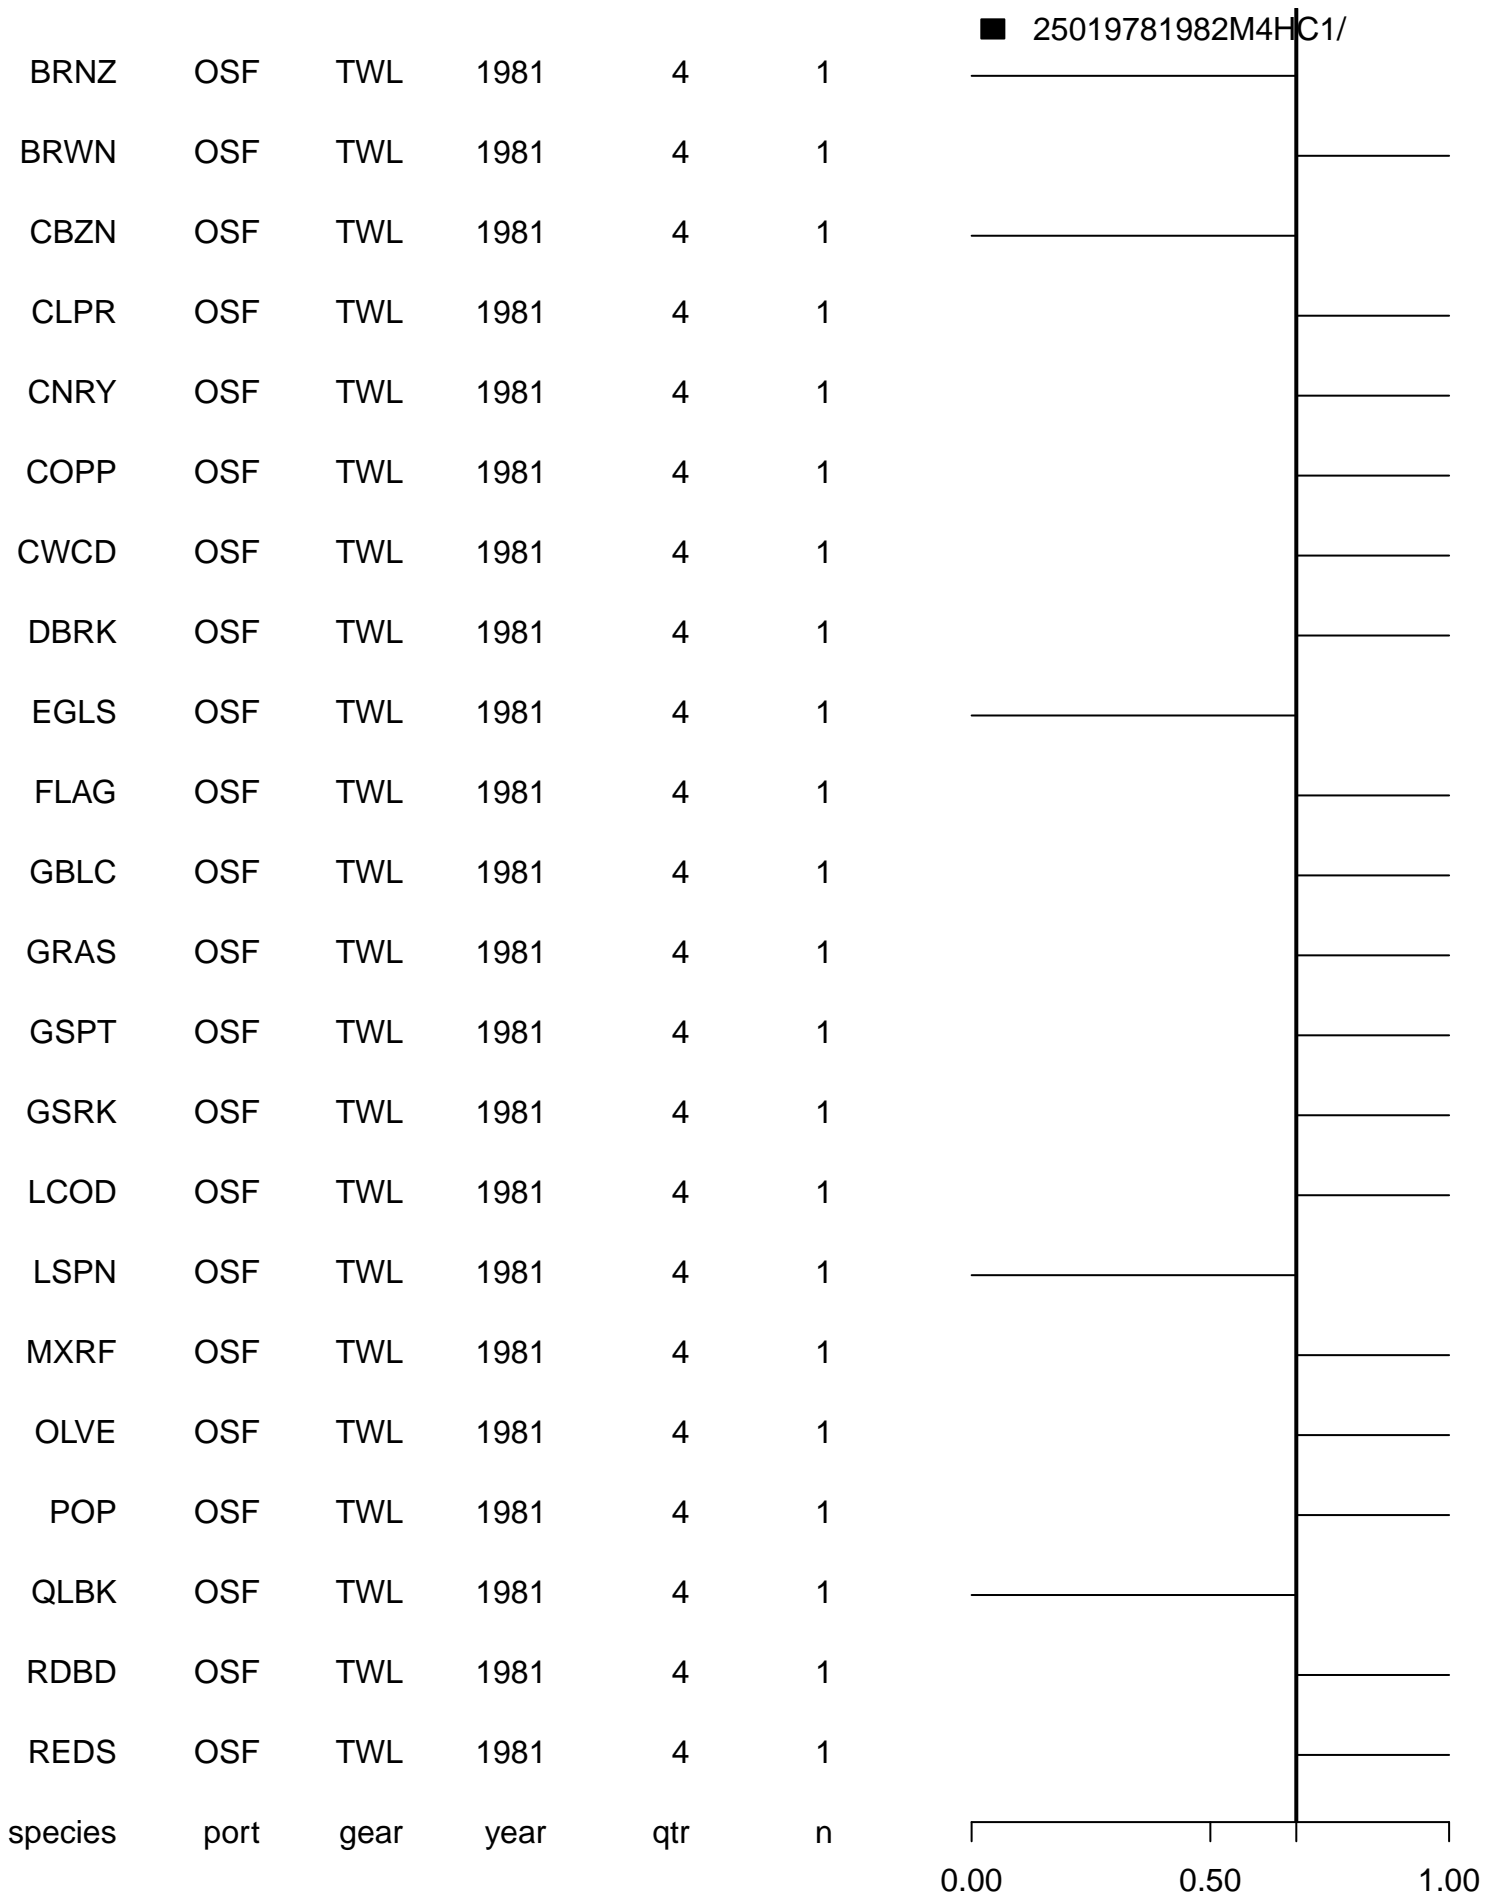 25019781982M4HC1/
BRNZ OSF TWL 1981 4 1
BRWN OSF TWL 1981 4 1
CBZN OSF TWL 1981 4 1
CLPR OSF TWL 1981 4 1
CNRY OSF TWL 1981 4 1
COPP OSF TWL 1981 4 1
CWCD OSF TWL 1981 4 1
DBRK OSF TWL 1981 4 1
EGLS OSF TWL 1981 4 1
FLAG OSF TWL 1981 4 1
GBLC OSF TWL 1981 4 1
GRAS OSF TWL 1981 4 1
GSPT OSF TWL 1981 4 1
GSRK OSF TWL 1981 4 1
LCOD OSF TWL 1981 4 1
LSPN OSF TWL 1981 4 1
MXRF OSF TWL 1981 4 1
OLVE OSF TWL 1981 4 1
POP OSF TWL 1981 4 1
QLBK OSF TWL 1981 4 1
RDBD OSF TWL 1981 4 1
REDS OSF TWL 1981 4 1
species port gear year qtr n
0.00 0.50 1.00